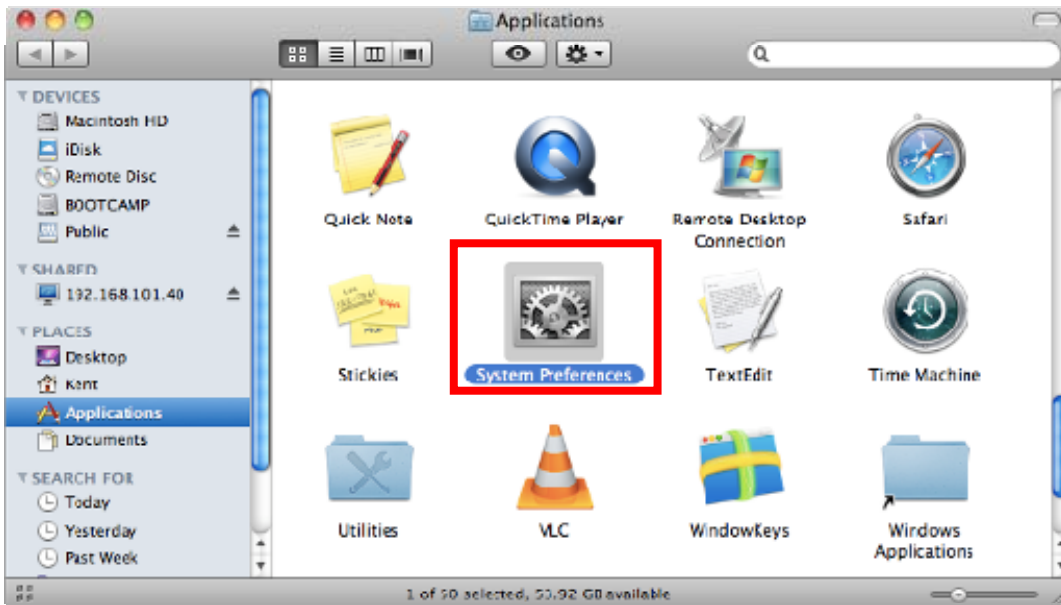 Applications
DEVICES
Macintosh HD
iDisk
Remote Disc
BOOTCAMP
Public
SHARED
192.168.101.40
PLACES
Desktop
Kent
Applications
Documents
SEARCH FOR
Today
Yesterday
Past Week
Quick Note
QuickTime Player
Remote Desktop
Connection
Safari
Stickies
System Preferences
TextEdit
Time Machine
Utilities
VLC
WindowKeys
Windows
Applications
1 of 50 selected, 53.92 GB available